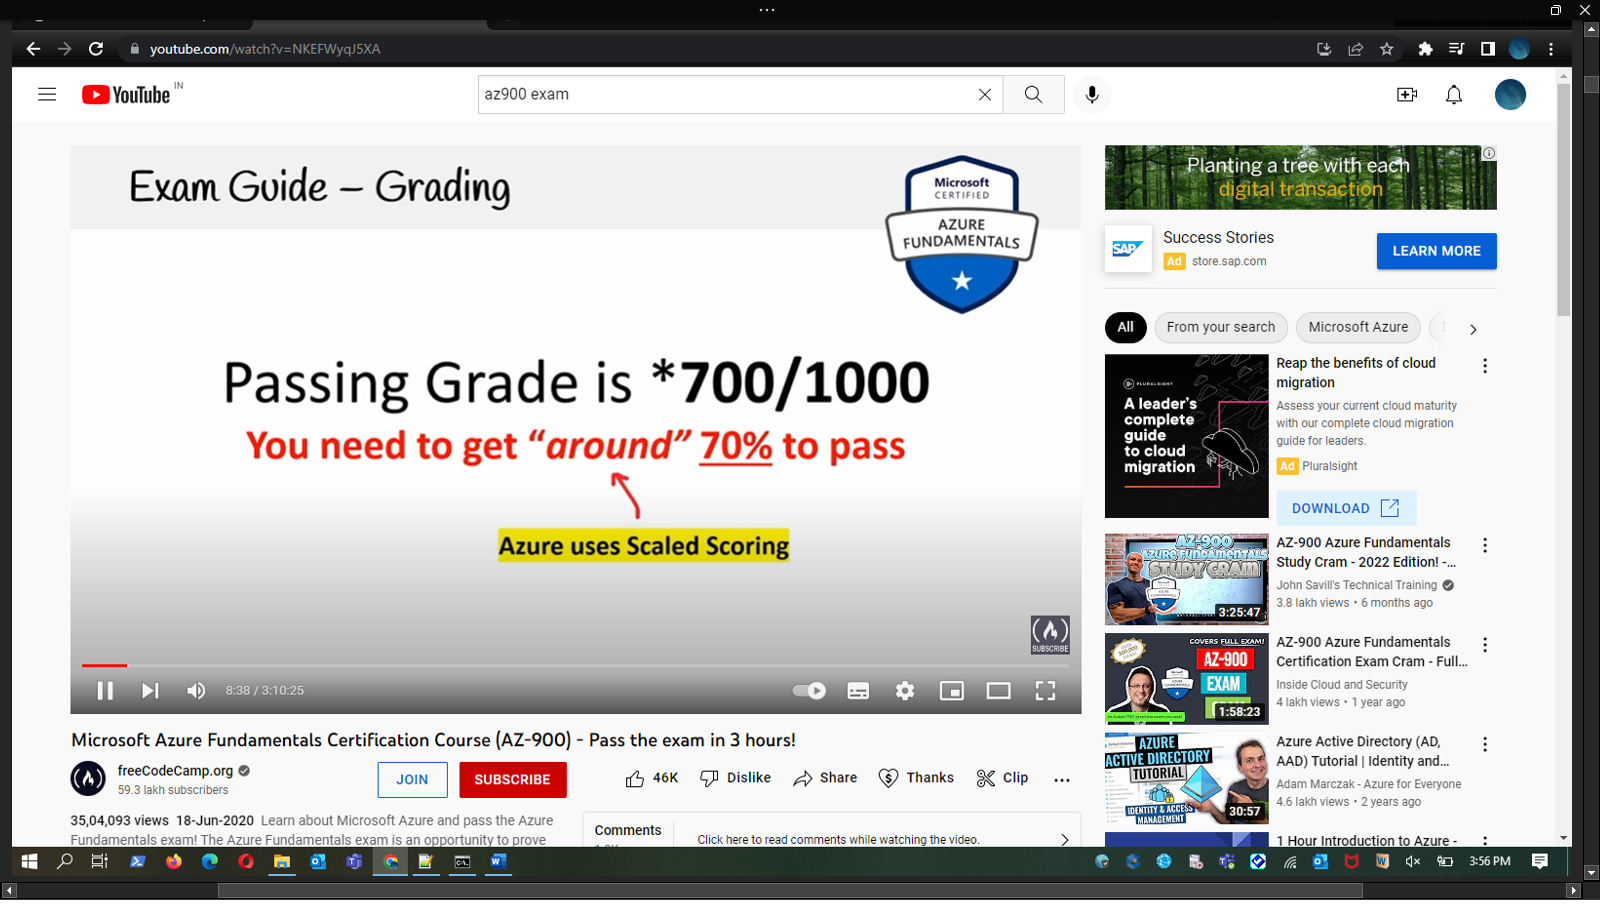 youtube.com/watch?v=NKEFWyqJ5XA
YouTube IN
az900 exam
Exam Guide – Grading
Microsoft
CERTIFIED
AZURE
FUNDAMENTALS
Passing Grade is *700/1000
You need to get “around” 70% to pass
Azure uses Scaled Scoring
SUBSCRIBE
8:38 / 3:10:25
Microsoft Azure Fundamentals Certification Course (AZ-900) - Pass the exam in 3 hours!
freeCodeCamp.org
59.3 lakh subscribers
JOIN
SUBSCRIBE
46K
Dislike
Share
Thanks
Clip
35,04,093 views 18-Jun-2020 Learn about Microsoft Azure and pass the Azure
Fundamentals exam! The Azure Fundamentals exam is an opportunity to prove
Comments
Click here to read comments while watching the video.
Planting a tree with each
digital transaction
SAP
Success Stories
Ad store.sap.com
LEARN MORE
All
From your search
Microsoft Azure
PLURALSIGHT
A leader's
complete
guide
to cloud
migration
Reap the benefits of cloud
migration
Assess your current cloud maturity
with our complete cloud migration
guide for leaders.
Ad Pluralsight
DOWNLOAD
AZ-900
AZURE FUNDAMENTALS
STUDY CRAM
3:25:47
AZ-900 Azure Fundamentals
Study Cram - 2022 Edition! -...
John Savill's Technical Training
3.8 lakh views • 6 months ago
COVERS FULL EXAM!
AZ-900
EXAM
1:58:23
AZ-900 Azure Fundamentals
Certification Exam Cram - Full...
Inside Cloud and Security
4 lakh views • 1 year ago
AZURE
ACTIVE DIRECTORY
TUTORIAL
IDENTITY & ACCESS
MANAGEMENT
30:57
Azure Active Directory (AD,
AAD) Tutorial | Identity and...
Adam Marczak - Azure for Everyone
4.6 lakh views • 2 years ago
1 Hour Introduction to Azure -
3:56 PM